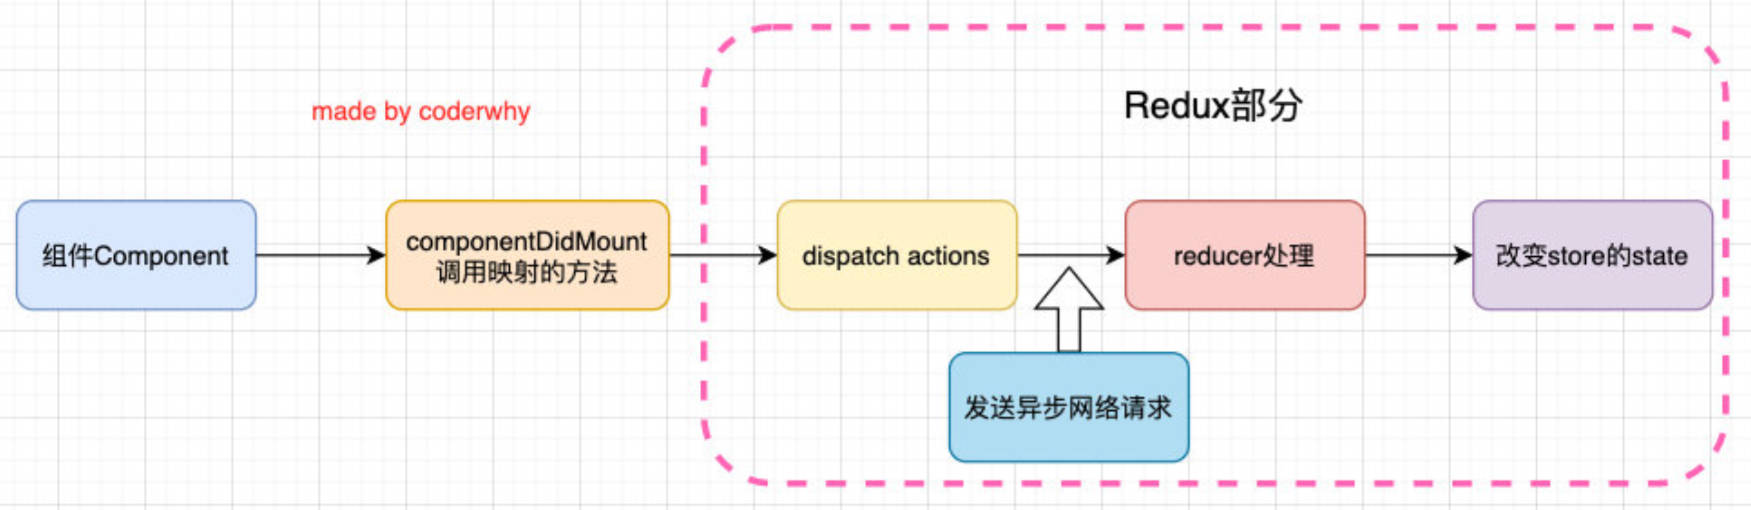 made by coderwhy
Redux部分
组件Component
componentDidMount
调用映射的方法
dispatch actions
reducer处理
改变store的state
发送异步网络请求